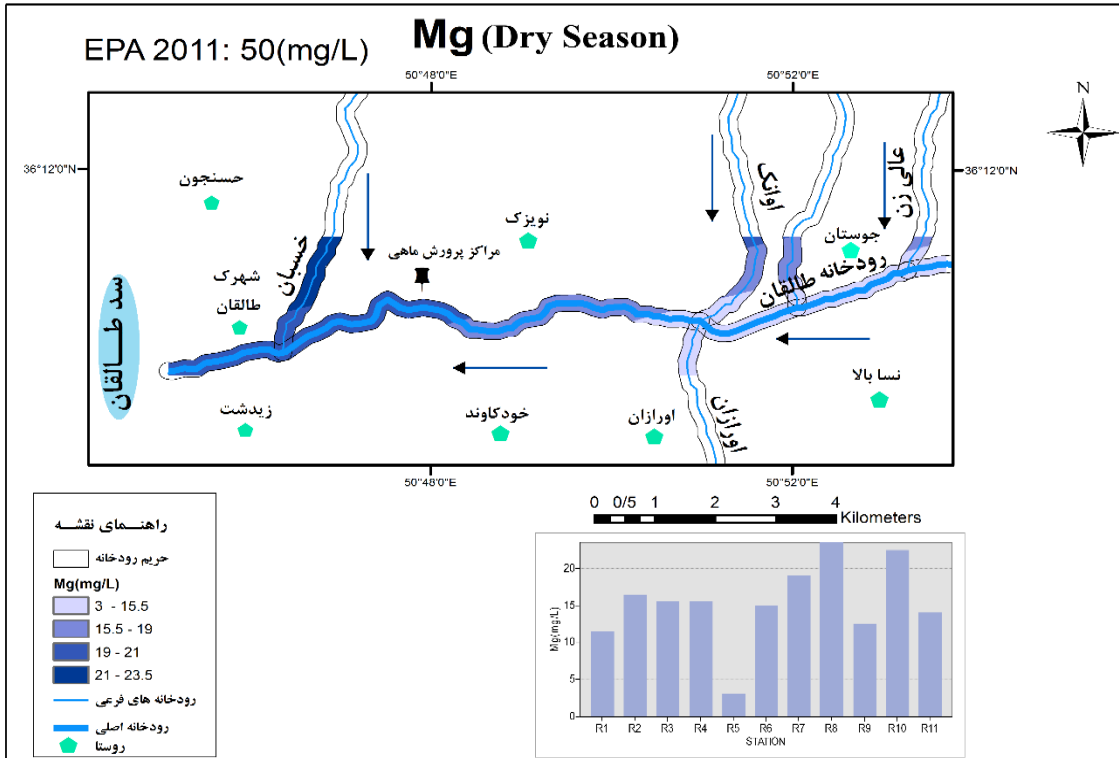 EPA 2011: 50(mg/L)
Mg (Dry Season)
N
50°48'0"E
50°52'0"E
36°12'0"N
36°12'0"N
حسنجون
نویزک
اوانک
عالی زن
جوستان
مراکز پرورش ماهی
خسبان
شهرک
طالقان
رودخانه طالقان
سد طــالقان
زیدشت
خودکاوند
اورازان
اورازان
نسا بالا
50°48'0"E
50°52'0"E
راهنــمای نقشــه
حریم رودخانه
Mg(mg/L)
3 - 15.5
15.5 - 19
19 - 21
21 - 23.5
رودخانه های فرعی
رودخانه اصلی
روستا
0 0/5 1 2 3 4
Kilometers
Mg(mg/L)
20
15
10
5
0
R1 R2 R3 R4 R5 R6 R7 R8 R9 R10 R11
STATION